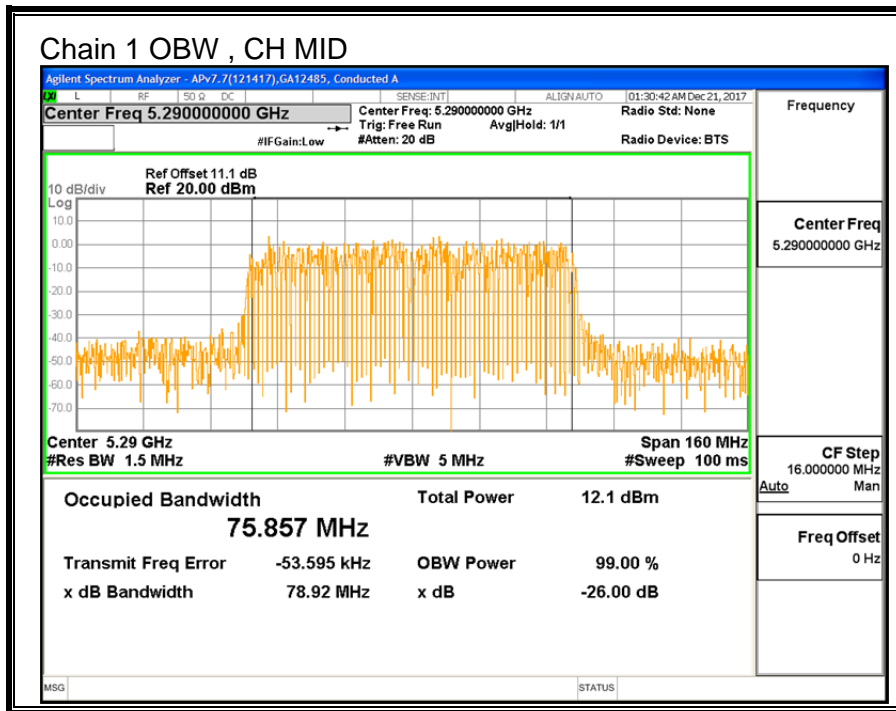 Chain 1 OBW , CH MID
Agilent Spectrum Analyzer - APv7.7(121417),GA12485, Conducted A
LXI L RF 50 Ω DC SENSE:INT ALIGN AUTO 01:30:42 AM Dec 21, 2017
Center Freq 5.290000000 GHz
Center Freq: 5.290000000 GHz Radio Std: None
Trig: Free Run Avg|Hold: 1/1
#IFGain:Low #Atten: 20 dB Radio Device: BTS
Ref Offset 11.1 dB
10 dB/div Ref 20.00 dBm
Log
10.0
0.00
-10.0
-20.0
-30.0
-40.0
-50.0
-60.0
-70.0
Center 5.29 GHz Span 160 MHz
#Res BW 1.5 MHz #VBW 5 MHz #Sweep 100 ms
Occupied Bandwidth Total Power 12.1 dBm
75.857 MHz
Transmit Freq Error -53.595 kHz OBW Power 99.00 %
x dB Bandwidth 78.92 MHz x dB -26.00 dB
Frequency
Center Freq
5.290000000 GHz
CF Step
16.000000 MHz
Auto Man
Freq Offset
0 Hz
MSG STATUS